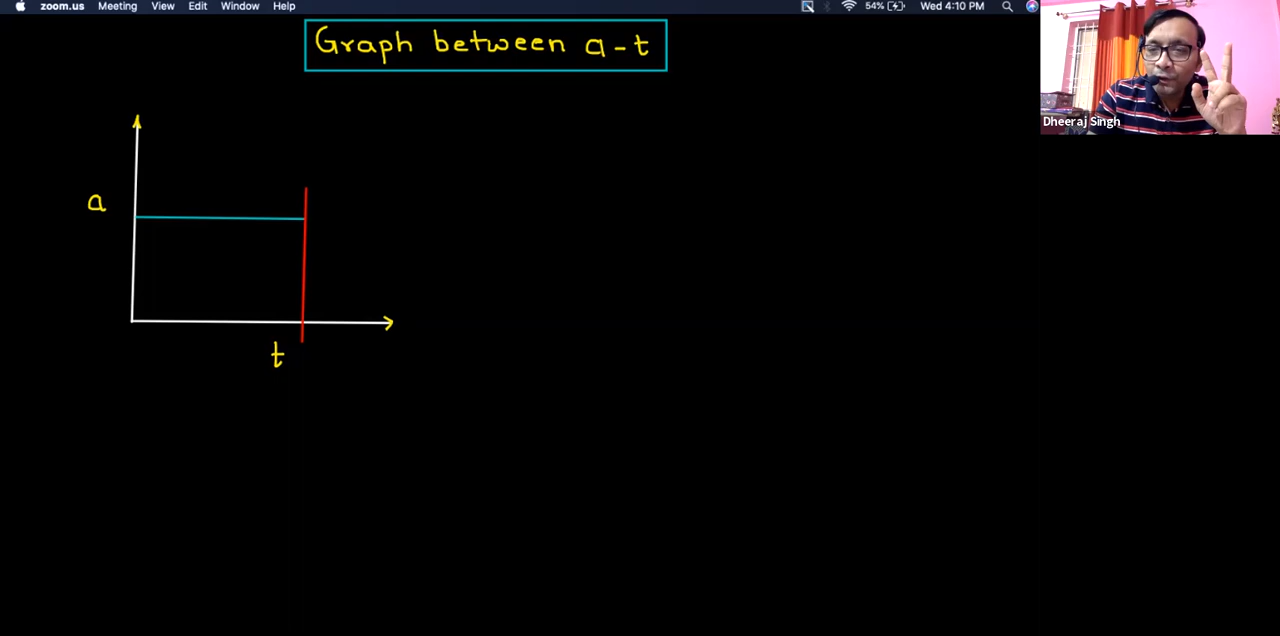 zoom.us Meeting View Edit Window Help 54% Wed 4:10 PM
Graph between a-t
Dheeraj Singh
a
t